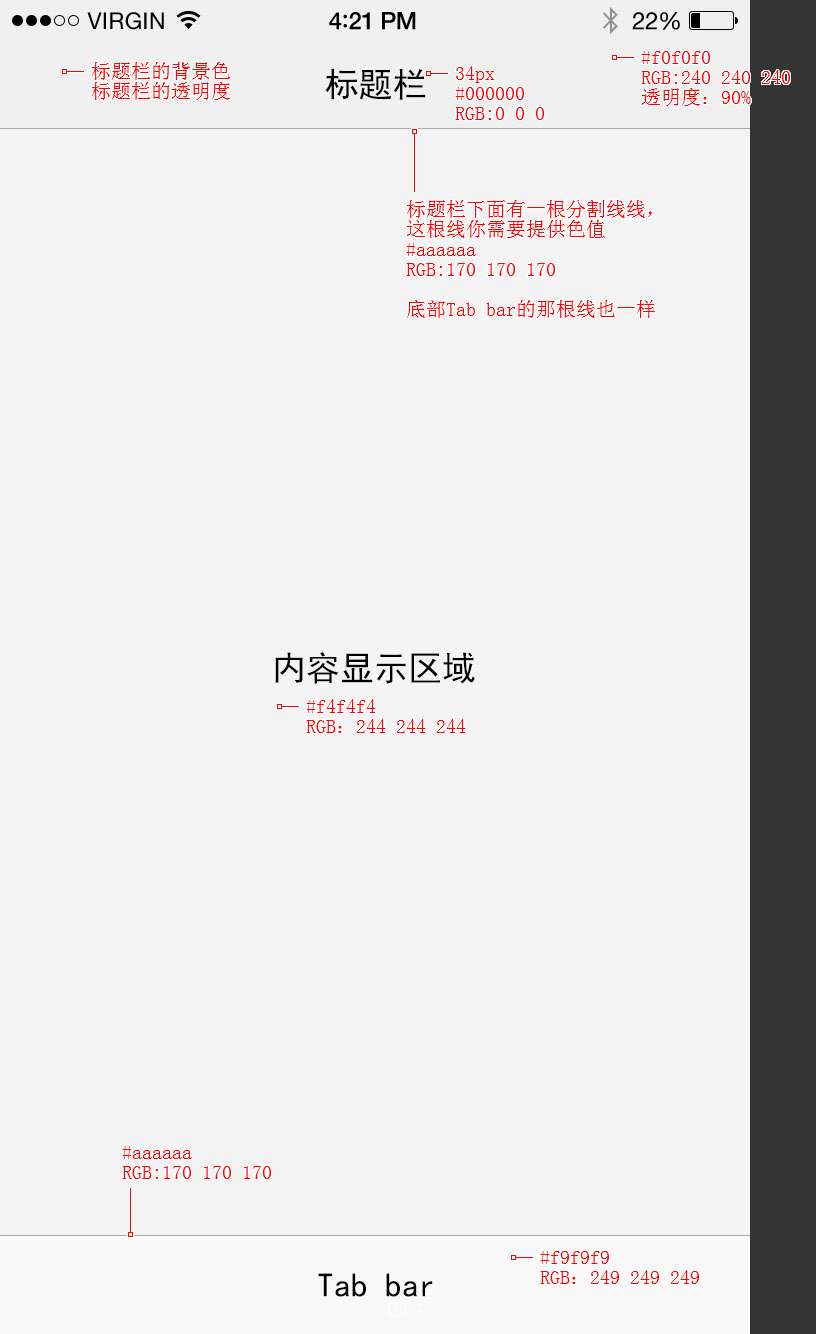 VIRGIN 4:21 PM 22%
标题栏的背景色
标题栏的透明度
标题栏
34px
#000000
RGB:0 0 0
#f0f0f0
RGB:240 240 240
透明度：90%
标题栏下面有一根分割线线，
这根线你需要提供色值
#aaaaaa
RGB:170 170 170
底部Tab bar的那根线也一样
内容显示区域
#f4f4f4
RGB：244 244 244
#aaaaaa
RGB:170 170 170
#f9f9f9
RGB：249 249 249
Tab bar